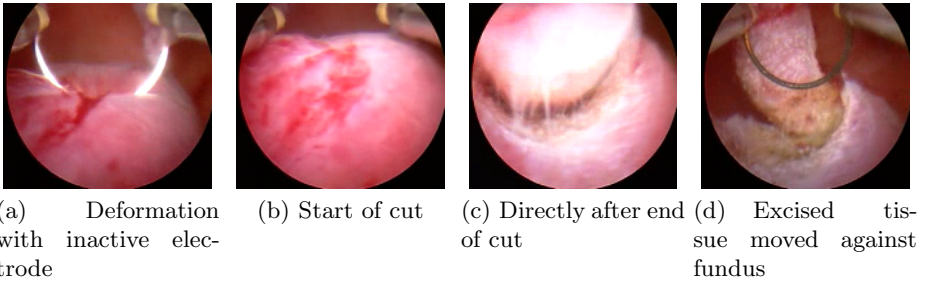 (a) Deformation
with inactive elec-
trode
(b) Start of cut
(c) Directly after end
of cut
(d) Excised tis-
sue moved against
fundus